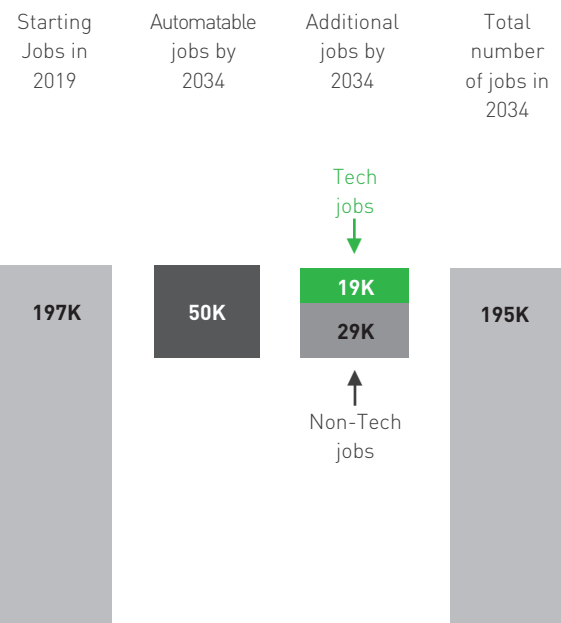 Starting
Jobs in
2019
Automatable
jobs by
2034
Additional
jobs by
2034
Total
number
of jobs in
2034
Tech
jobs
197K
50K
19K
29K
195K
Non-Tech
jobs